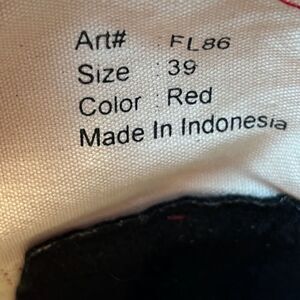 Art# : FL86
Size : 39
Color : Red
Made In Indonesia